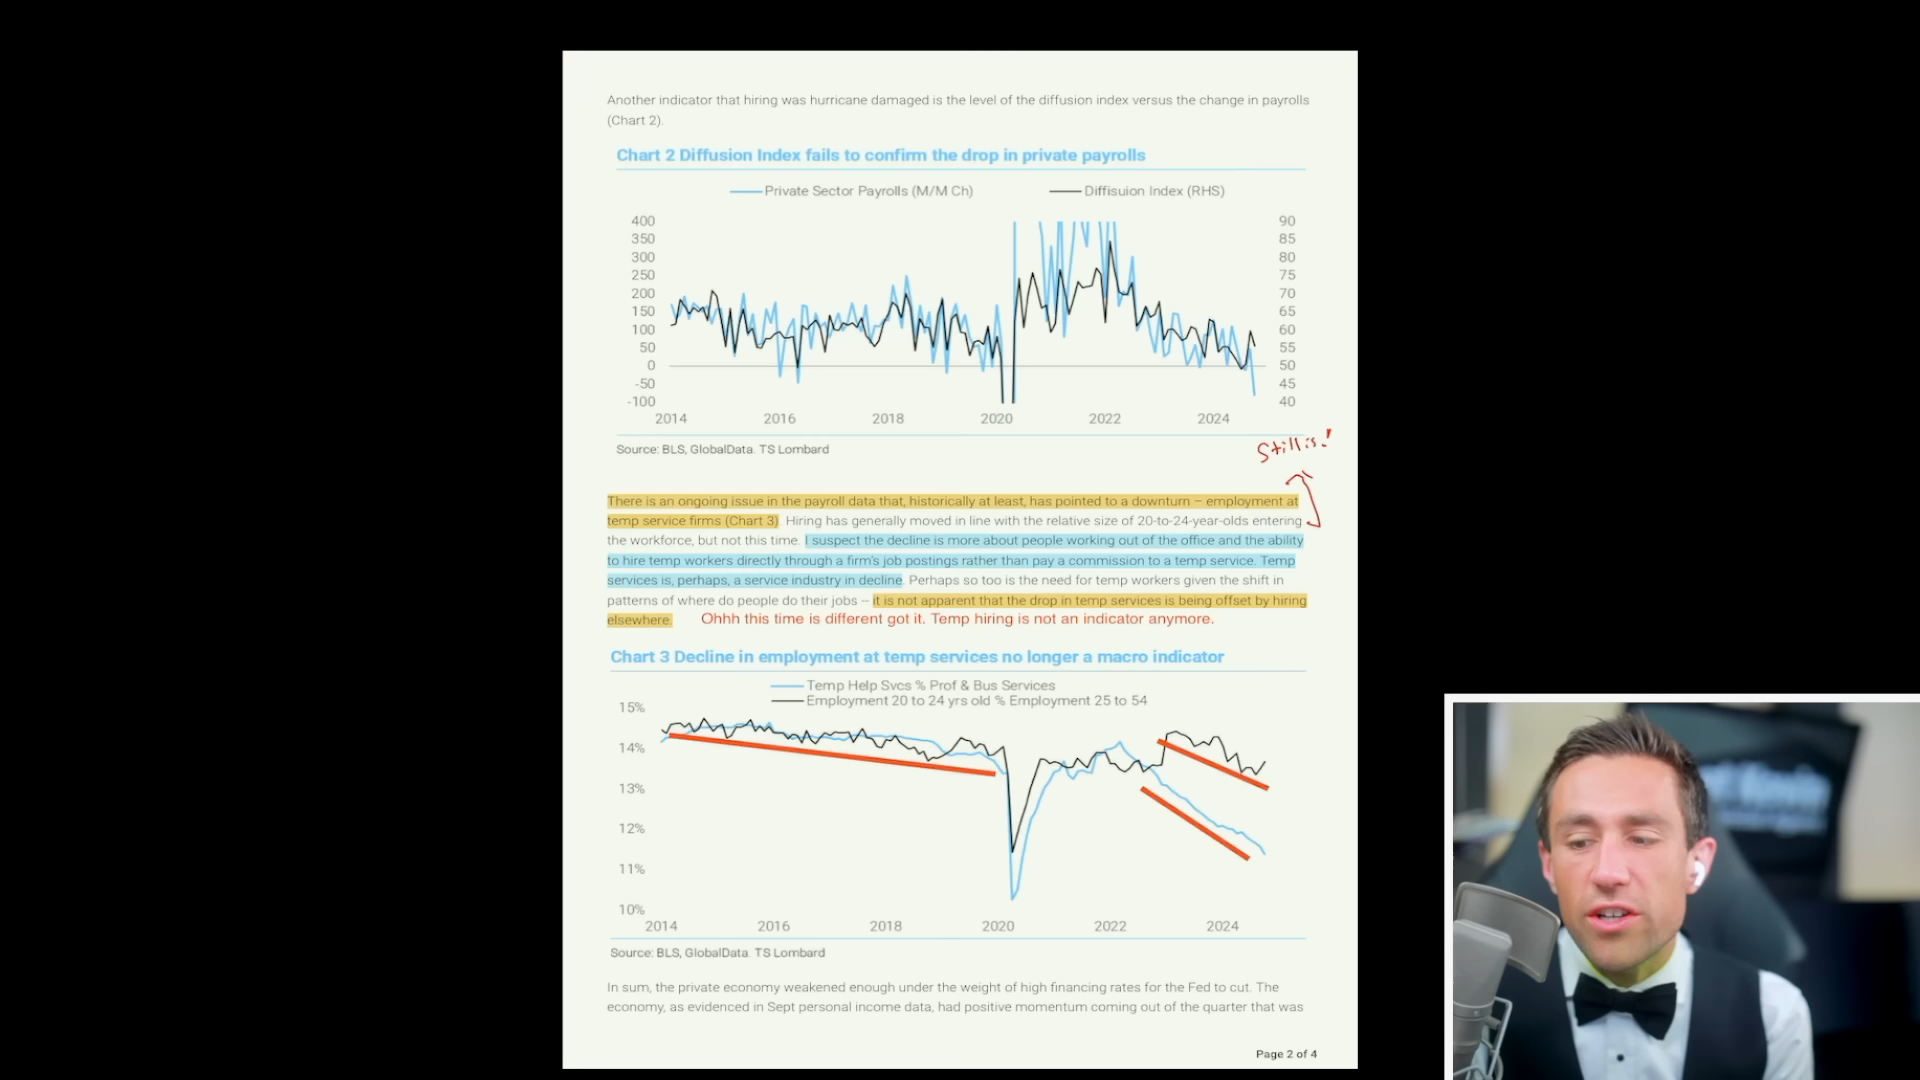 Another indicator that hiring was hurricane damaged is the level of the diffusion index versus the change in payrolls
(Chart 2).
Chart 2 Diffusion Index fails to confirm the drop in private payrolls
Private Sector Payrolls (M/M Ch) Diffisuion Index (RHS)
400 90
350 85
300 80
250 75
200 70
150 65
100 60
50 55
0 50
-50 45
-100 40
2014 2016 2018 2020 2022 2024
Source: BLS, GlobalData. TS Lombard
Still is!
There is an ongoing issue in the payroll data that, historically at least, has pointed to a downturn – employment at
temp service firms (Chart 3). Hiring has generally moved in line with the relative size of 20-to-24-year-olds entering
the workforce, but not this time. I suspect the decline is more about people working out of the office and the ability
to hire temp workers directly through a firm's job postings rather than pay a commission to a temp service. Temp
services is, perhaps, a service industry in decline. Perhaps so too is the need for temp workers given the shift in
patterns of where do people do their jobs – it is not apparent that the drop in temp services is being offset by hiring
elsewhere. Ohhh this time is different got it. Temp hiring is not an indicator anymore.
Chart 3 Decline in employment at temp services no longer a macro indicator
Temp Help Svcs % Prof & Bus Services
Employment 20 to 24 yrs old % Employment 25 to 54
15%
14%
13%
12%
11%
10%
2014 2016 2018 2020 2022 2024
Source: BLS, GlobalData. TS Lombard
In sum, the private economy weakened enough under the weight of high financing rates for the Fed to cut. The
economy, as evidenced in Sept personal income data, had positive momentum coming out of the quarter that was
Page 2 of 4